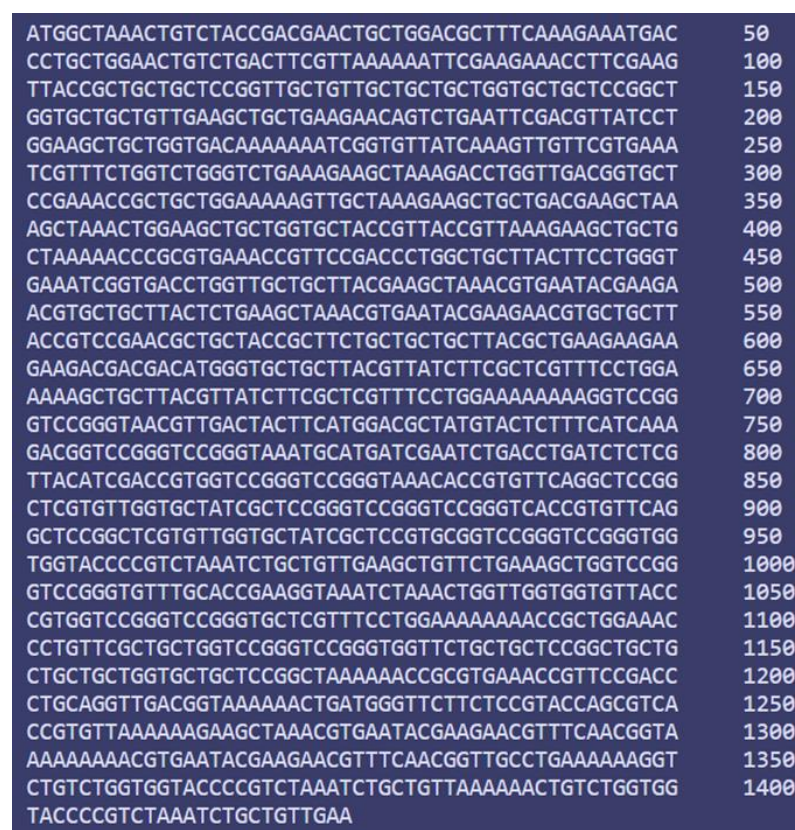 ATGGCTAAACTGTCTACCGACGAACTGCTGGACGCTTTCAAAGAAATGAC 50
CCTGCTGGAACTGTCTGACTTCGTTAAAAAATTCGAAGAAACCTTCGAAG 100
TTACCGCTGCTGCTCCGGTTGCTGTTGCTGCTGCTGGTGCTGCTCCGGCT 150
GGTGCTGCTGTTGAAGCTGCTGAAGAACAGTCTGAATTCGACGTTATCCT 200
GGAAGCTGCTGGTGACAAAAAAATCGGTGTTATCAAAGTTGTTCGTGAAA 250
TCGTTTCTGGTCTGGGTCTGAAAGAAGCTAAAGACCTGGTTGACGGTGCT 300
CCGAAACCGCTGCTGGAAAAAGTTGCTAAAGAAGCTGCTGACGAAGCTAA 350
AGCTAAACTGGAAGCTGCTGGTGCTACCGTTACCGTTAAAGAAGCTGCTG 400
CTAAAAACCCGCGTGAAACCGTTCCGACCCTGGCTGCTTACTTCCTGGGT 450
GAAATCGGTGACCTGGTTGCTGCTTACGAAGCTAAACGTGAATACGAAGA 500
ACGTGCTGCTTACTCTGAAGCTAAACGTGAATACGAAGAACGTGCTGCTT 550
ACCGTCCGAACGCTGCTACCGCTTCTGCTGCTGCTTACGCTGAAGAAGAA 600
GAAGACGACGACATGGGTGCTGCTTACGTTATCTTCGCTCGTTTCCTGGA 650
AAAAGCTGCTTACGTTATCTTCGCTCGTTTCCTGGAAAAAAAAGGTCCGG 700
GTCCGGGTAACGTTGACTACTTCATGGACGCTATGTACTCTTTCATCAAA 750
GACGGTCCGGGTCCGGGTAAATGCATGATCGAATCTGACCTGATCTCTCG 800
TTACATCGACCGTGGTCCGGGTCCGGGTAAACACCGTGTTCAGGCTCCGG 850
CTCGTGTTGGTGCTATCGCTCCGGGTCCGGGTCCGGGTCACCGTGTTCAG 900
GCTCCGGCTCGTGTTGGTGCTATCGCTCCGTGCGGTCCGGGTCCGGGTGG 950
TGGTACCCCGTCTAAATCTGCTGTTGAAGCTGTTCTGAAAGCTGGTCCGG 1000
GTCCGGGTGTTTGCACCGAAGGTAAATCTAAACTGGTTGGTGGTGTTACC 1050
CGTGGTCCGGGTCCGGGTGCTCGTTTCCTGGAAAAAAAACCGCTGGAAAC 1100
CCTGTTCGCTGCTGGTCCGGGTCCGGGTGGTTCTGCTGCTCCGGCTGCTG 1150
CTGCTGCTGGTGCTGCTCCGGCTAAAAAACCGCGTGAAACCGTTCCGACC 1200
CTGCAGGTTGACGGTAAAAAACTGATGGGTTCTTCTCCGTACCAGCGTCA 1250
CCGTGTTAAAAAAGAAGCTAAACGTGAATACGAAGAACGTTTCAACGGTA 1300
AAAAAAAACGTGAATACGAAGAACGTTTCAACGGTTGCCTGAAAAAAGGT 1350
CTGTCTGGTGGTACCCCGTCTAAATCTGCTGTTAAAAAACTGTCTGGTGG 1400
TACCCCGTCTAAATCTGCTGTTGAA